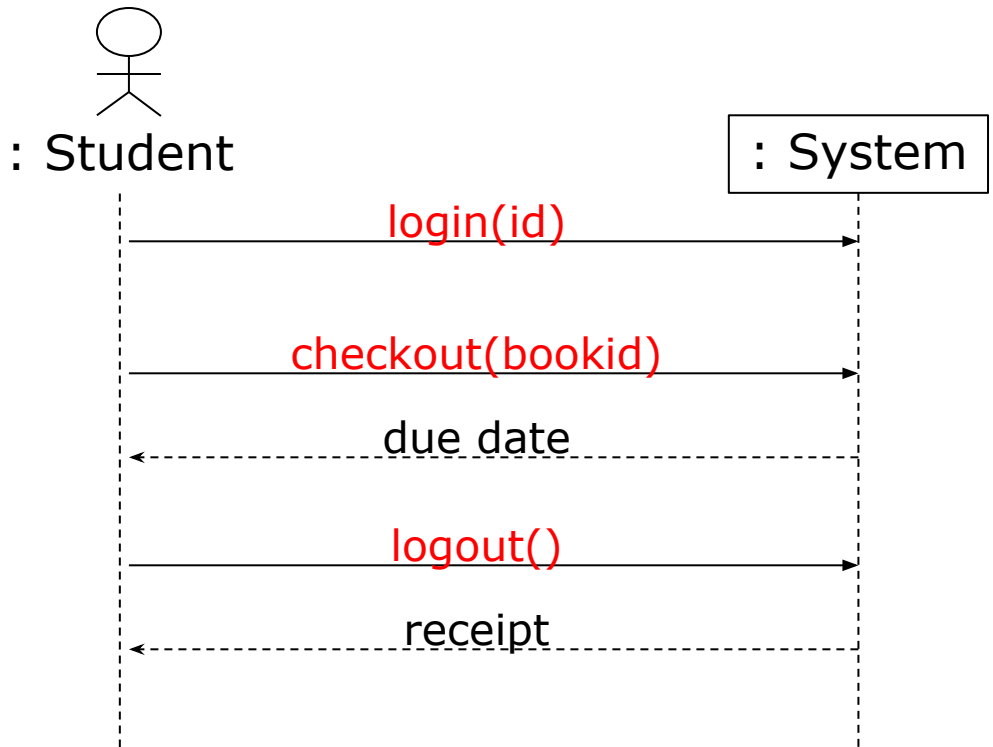 : Student
: System
login(id)
checkout(bookid)
due date
logout()
receipt